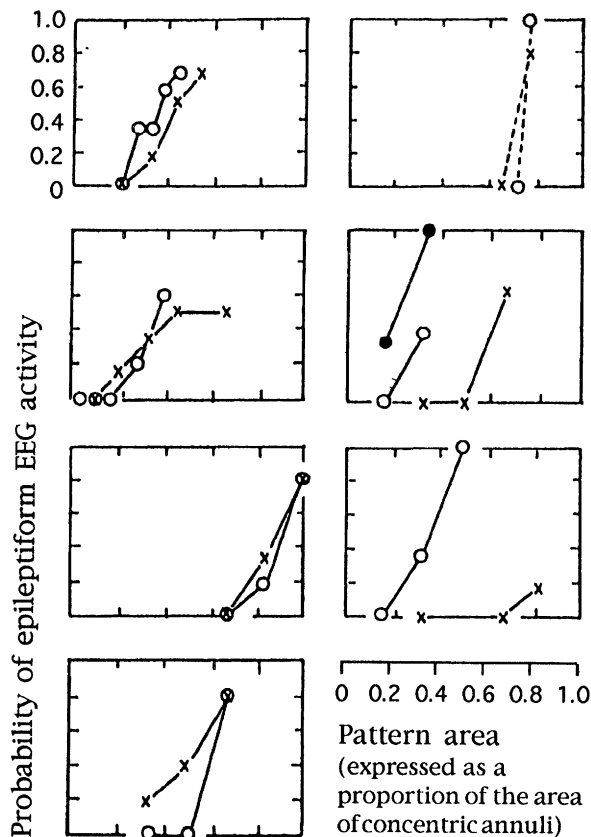 1.0
0.8
0.6
0.4
0.2
0
Probability of epileptiform EEG activity
0 0.2 0.4 0.6 0.8 1.0
Pattern area
(expressed as a
proportion of the area
of concentric annuli)